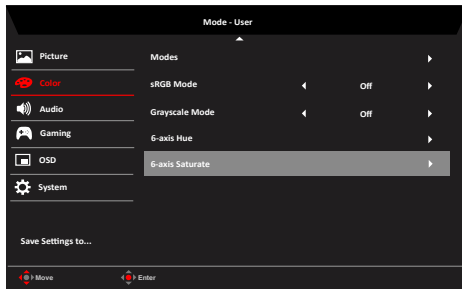 Mode - User
Picture
Modes
Color
sRGB Mode Off
Audio
Grayscale Mode Off
Gaming
6-axis Hue
OSD
6-axis Saturate
System
Save Settings to...
Move Enter